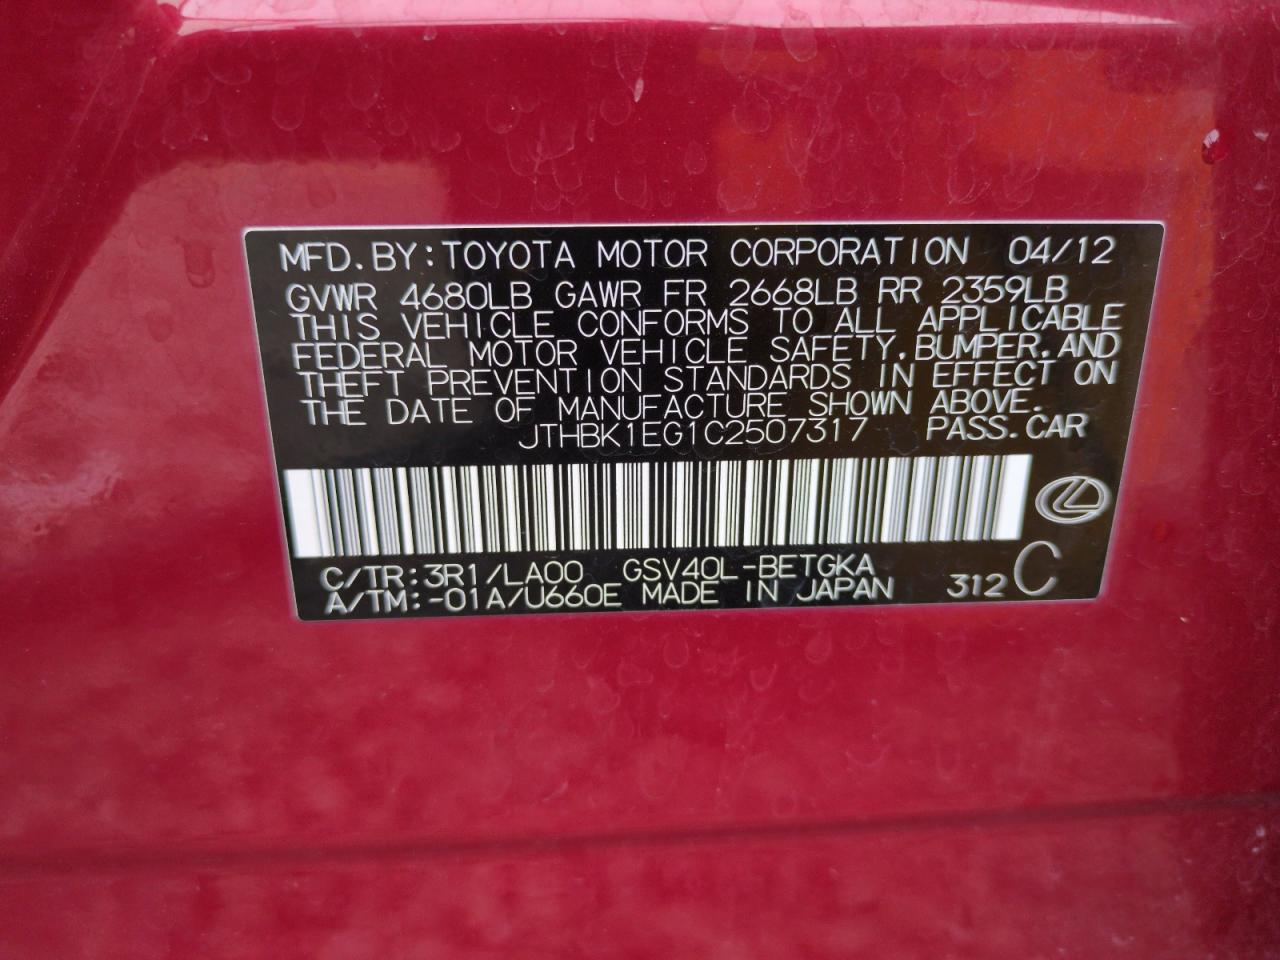 MFD.BY:TOYOTA MOTOR CORPORATION 04/12
GVWR 4680LB GAWR FR 2668LB RR 2359LB
THIS VEHICLE CONFORMS TO ALL APPLICABLE
FEDERAL MOTOR VEHICLE SAFETY,BUMPER,AND
THEFT PREVENTION STANDARDS IN EFFECT ON
THE DATE OF MANUFACTURE SHOWN ABOVE.
JTHBK1EG1C2507317 PASS.CAR
C/TR:3R1/LA00 GSV40L-BETGKA
A/TM:-01A/U660E MADE IN JAPAN 312 C